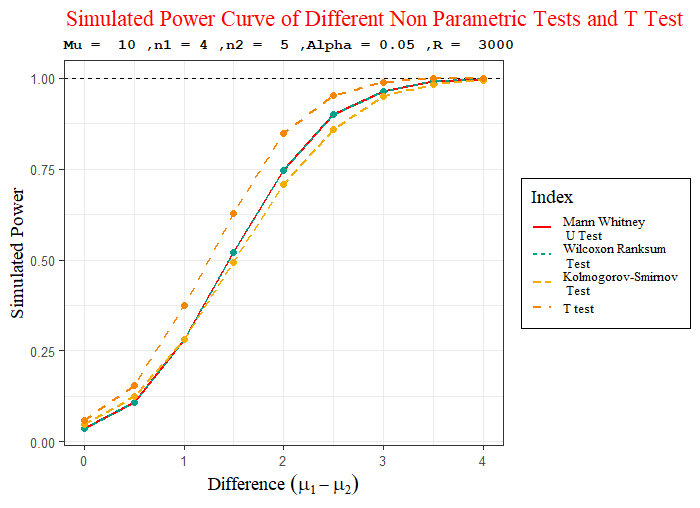 Simulated Power Curve of Different Non Parametric Tests and T Test
Mu =  10 ,n1 = 4 ,n2 =  5 ,Alpha = 0.05 ,R =  3000
1.00
0.75
0.50
0.25
0.00
Simulated Power
0 1 2 3 4
Difference (μ1 − μ2)
Index
Mann Whitney
U Test
Wilcoxon Ranksum
Test
Kolmogorov-Smirnov
Test
T test